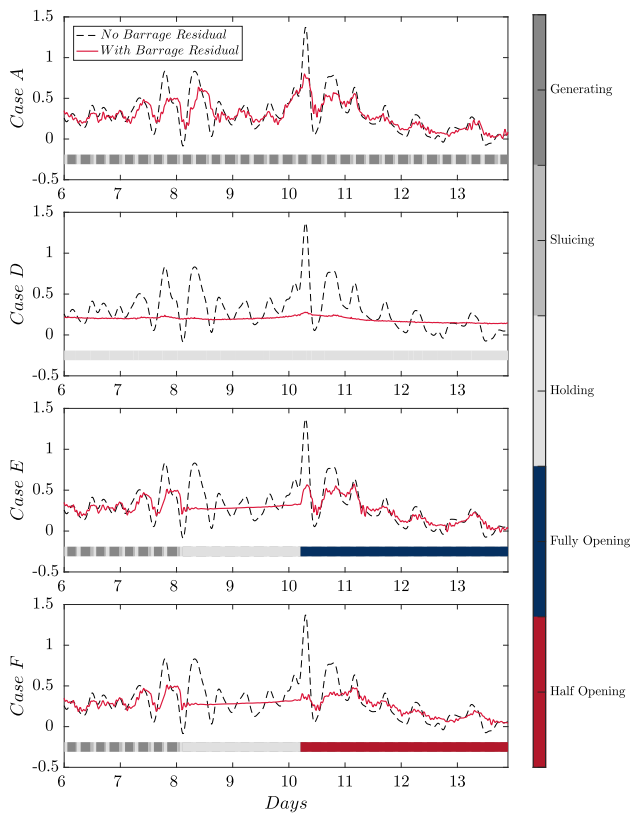 No Barrage Residual
With Barrage Residual
Case A
1.5
1
0.5
0
-0.5
6 7 8 9 10 11 12 13
Case D
1.5
1
0.5
0
-0.5
6 7 8 9 10 11 12 13
Case E
1.5
1
0.5
0
-0.5
6 7 8 9 10 11 12 13
Case F
1.5
1
0.5
0
-0.5
6 7 8 9 10 11 12 13
Days
Generating
Sluicing
Holding
Fully Opening
Half Opening